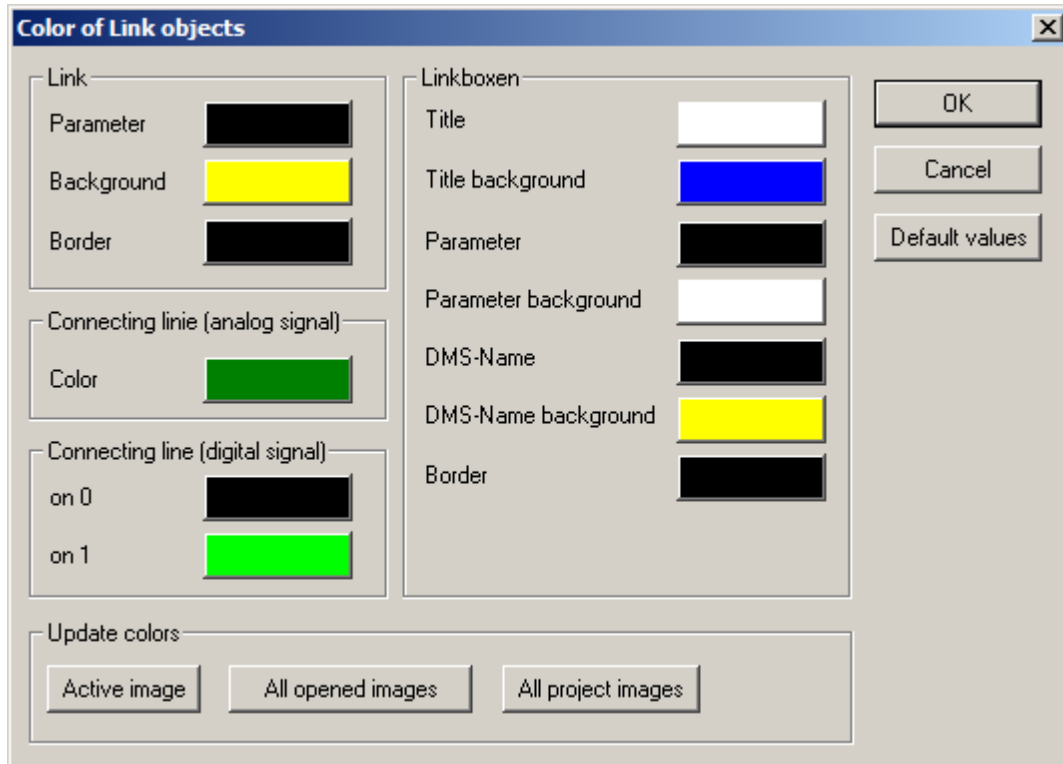 Color of Link objects
Link
Parameter
Background
Border
Connecting linie (analog signal)
Color
Connecting line (digital signal)
on 0
on 1
Linkboxen
Title
Title background
Parameter
Parameter background
DMS-Name
DMS-Name background
Border
OK
Cancel
Default values
Update colors
Active image
All opened images
All project images